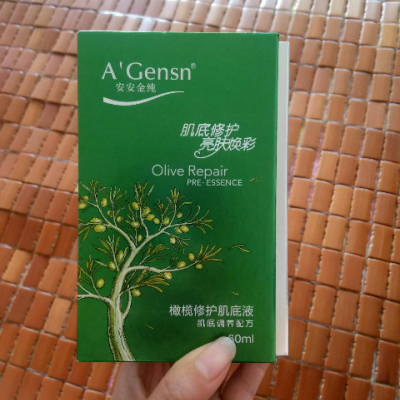 A'Gensn®
安安金纯
肌底修护
亮肤焕彩
Olive Repair
PRE-ESSENCE
橄榄修护肌底液
肌底调养配方
60ml